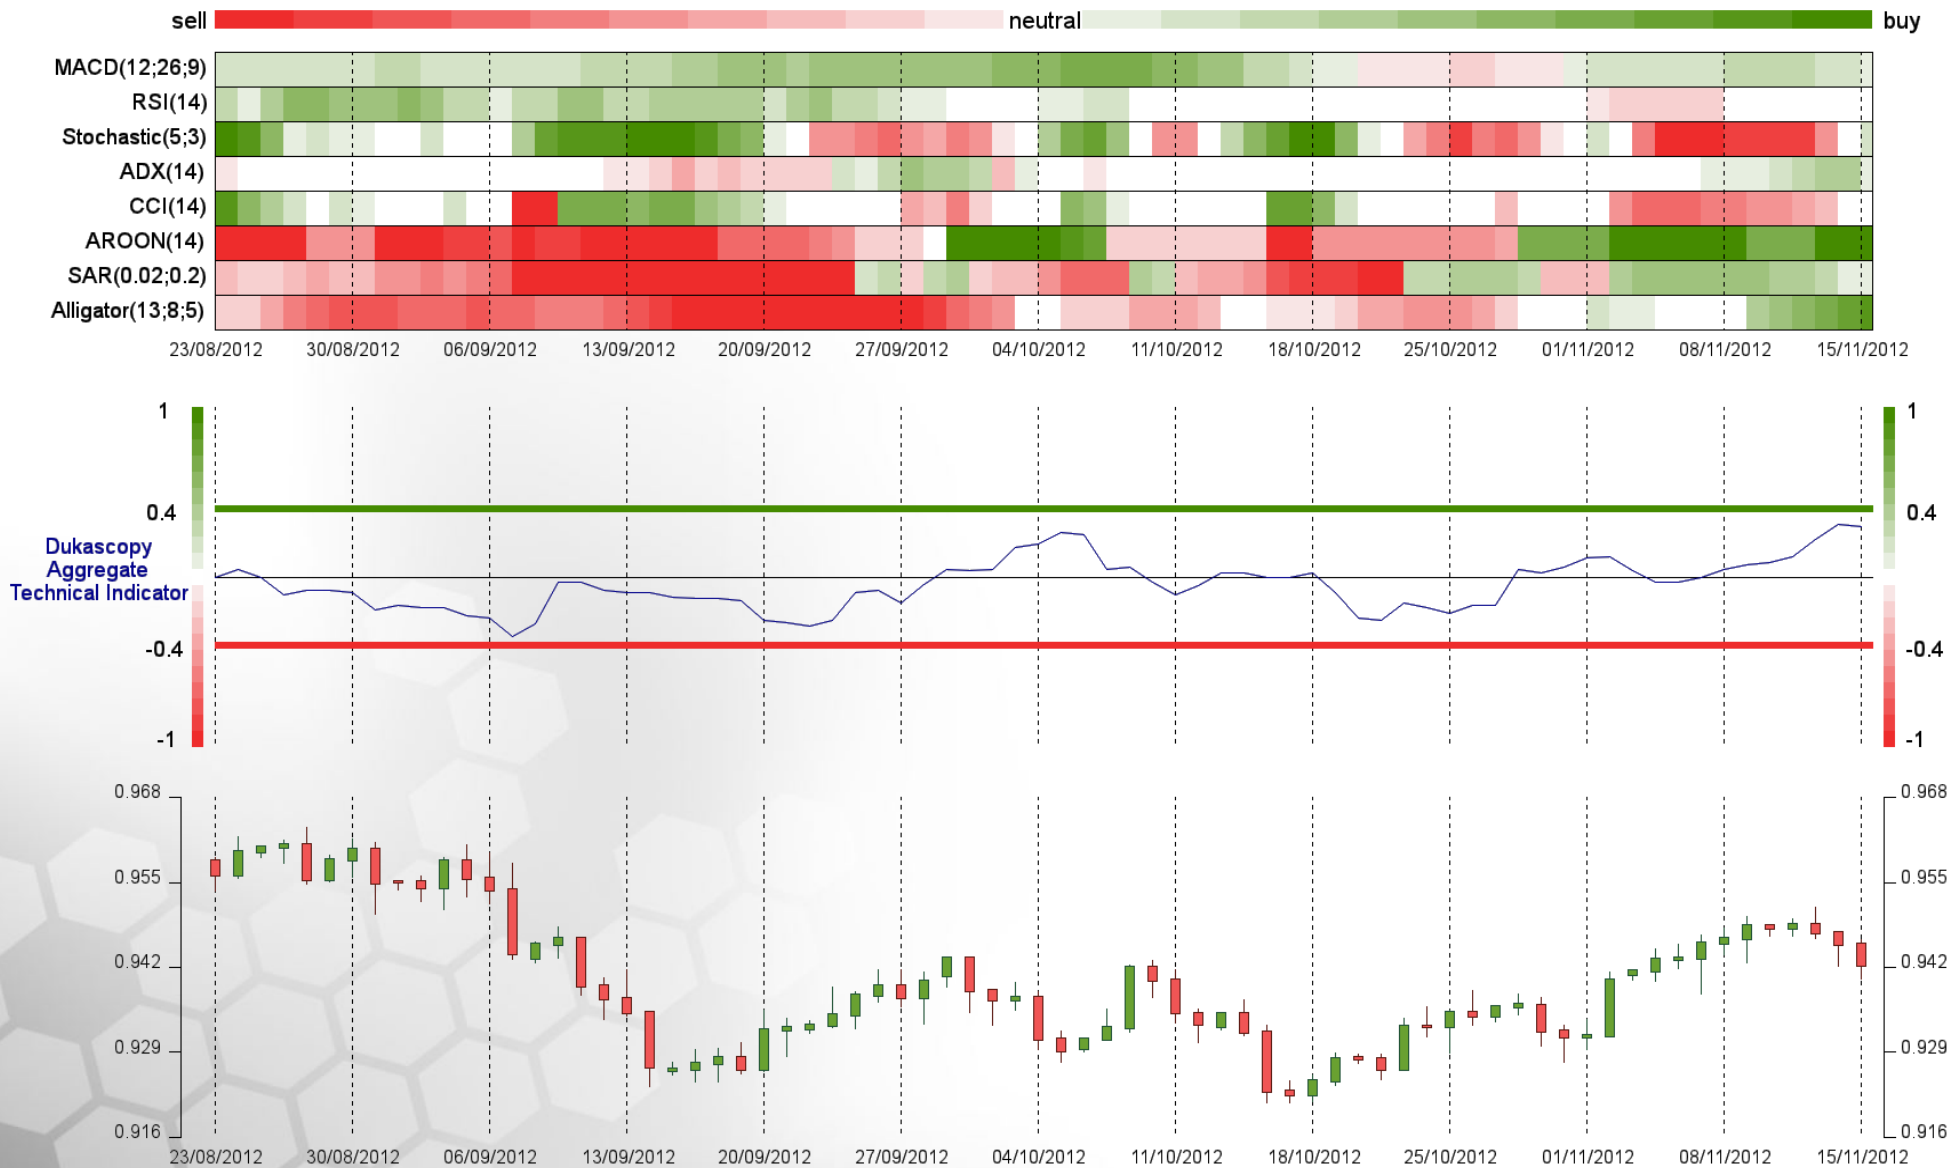 sell neutral buy
MACD(12;26;9)
RSI(14)
Stochastic(5;3)
ADX(14)
CCI(14)
AROON(14)
SAR(0.02;0.2)
Alligator(13;8;5)
23/08/2012 30/08/2012 06/09/2012 13/09/2012 20/09/2012 27/09/2012 04/10/2012 11/10/2012 18/10/2012 25/10/2012 01/11/2012 08/11/2012 15/11/2012
1 1
0.4 0.4
Dukascopy
Aggregate
Technical Indicator
-0.4 -0.4
-1 -1
0.968 0.968
0.955 0.955
0.942 0.942
0.929 0.929
0.916 0.916
23/08/2012 30/08/2012 06/09/2012 13/09/2012 20/09/2012 27/09/2012 04/10/2012 11/10/2012 18/10/2012 25/10/2012 01/11/2012 08/11/2012 15/11/2012